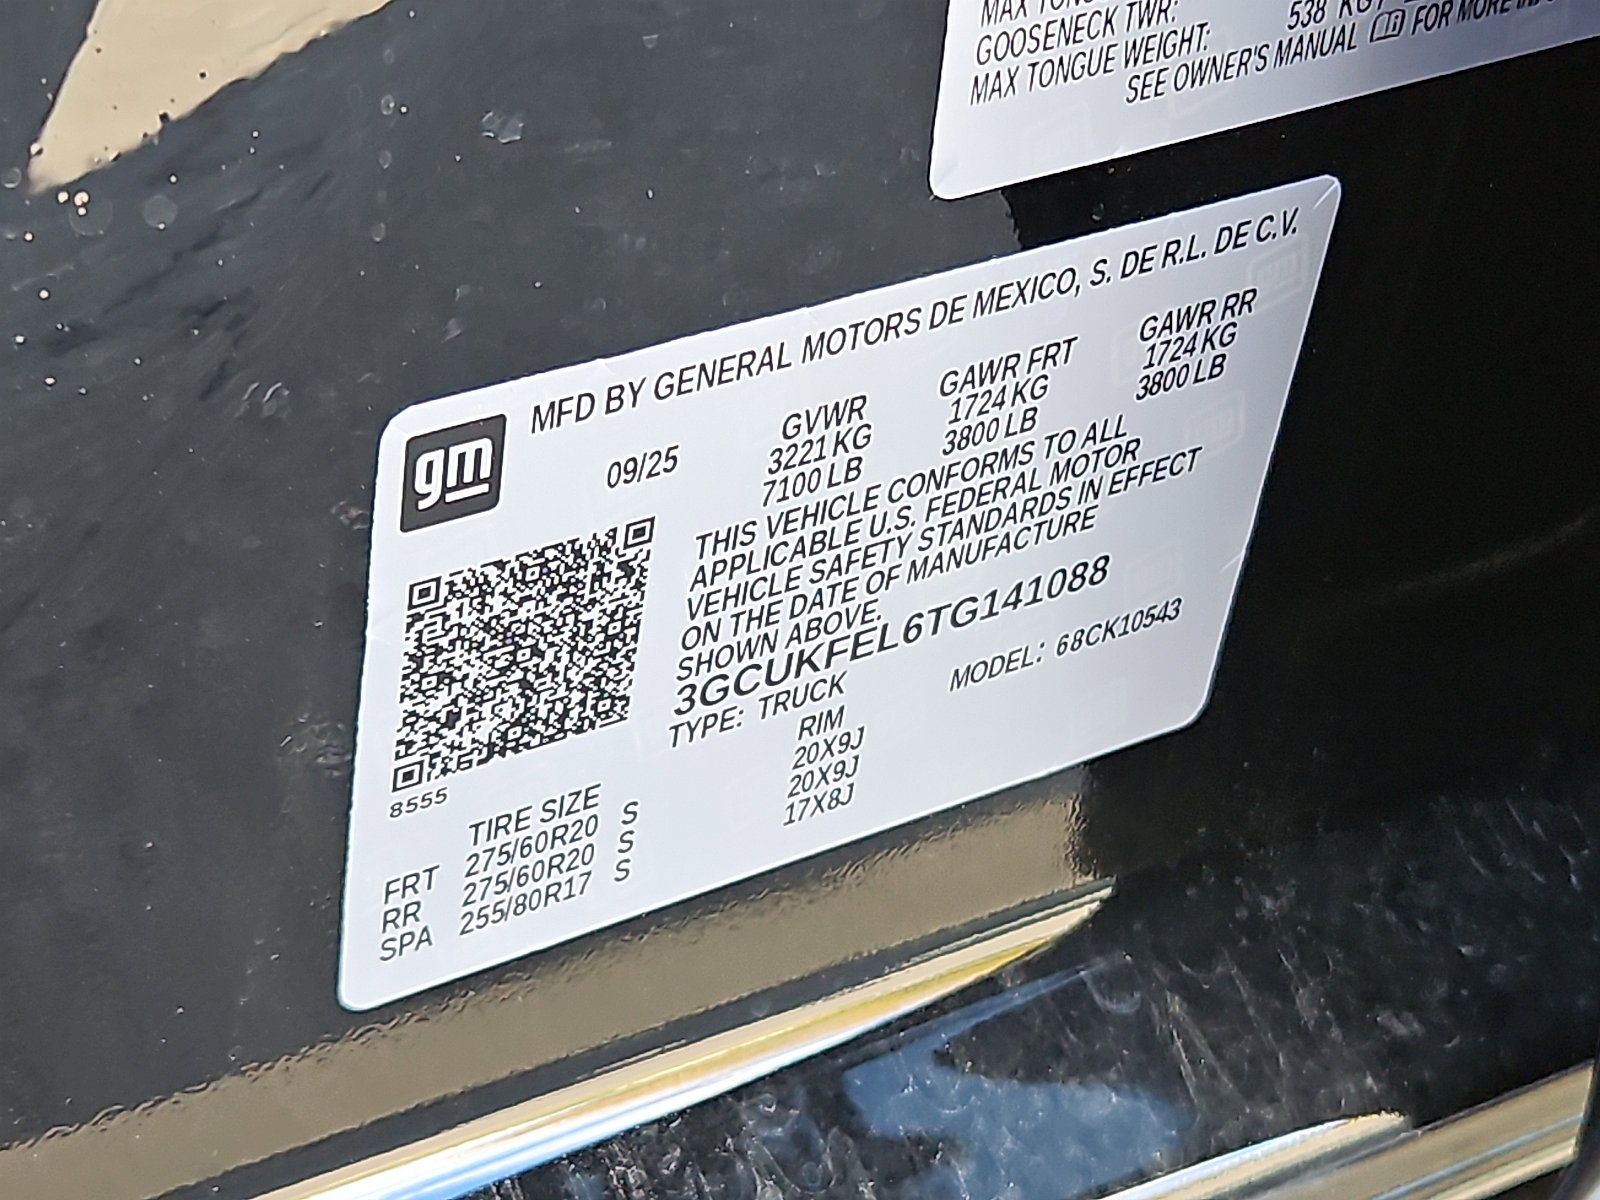 MAX
GOOSENECK TWR:
MAX TONGUE WEIGHT: 538 KG
SEE OWNER'S MANUAL FOR MORE
gm
MFD BY GENERAL MOTORS DE MEXICO, S. DE R.L. DE C.V.
09/25
GVWR GAWR FRT GAWR RR
3221 KG 1724 KG 1724 KG
7100 LB 3800 LB 3800 LB
THIS VEHICLE CONFORMS TO ALL
APPLICABLE U.S. FEDERAL MOTOR
VEHICLE SAFETY STANDARDS IN EFFECT
ON THE DATE OF MANUFACTURE
SHOWN ABOVE.
3GCUKFEL6TG141088
TYPE: TRUCK MODEL: 68CK10543
8555
TIRE SIZE RIM
FRT 275/60R20 S 20X9J
RR 275/60R20 S 20X9J
SPA 255/80R17 S 17X8J